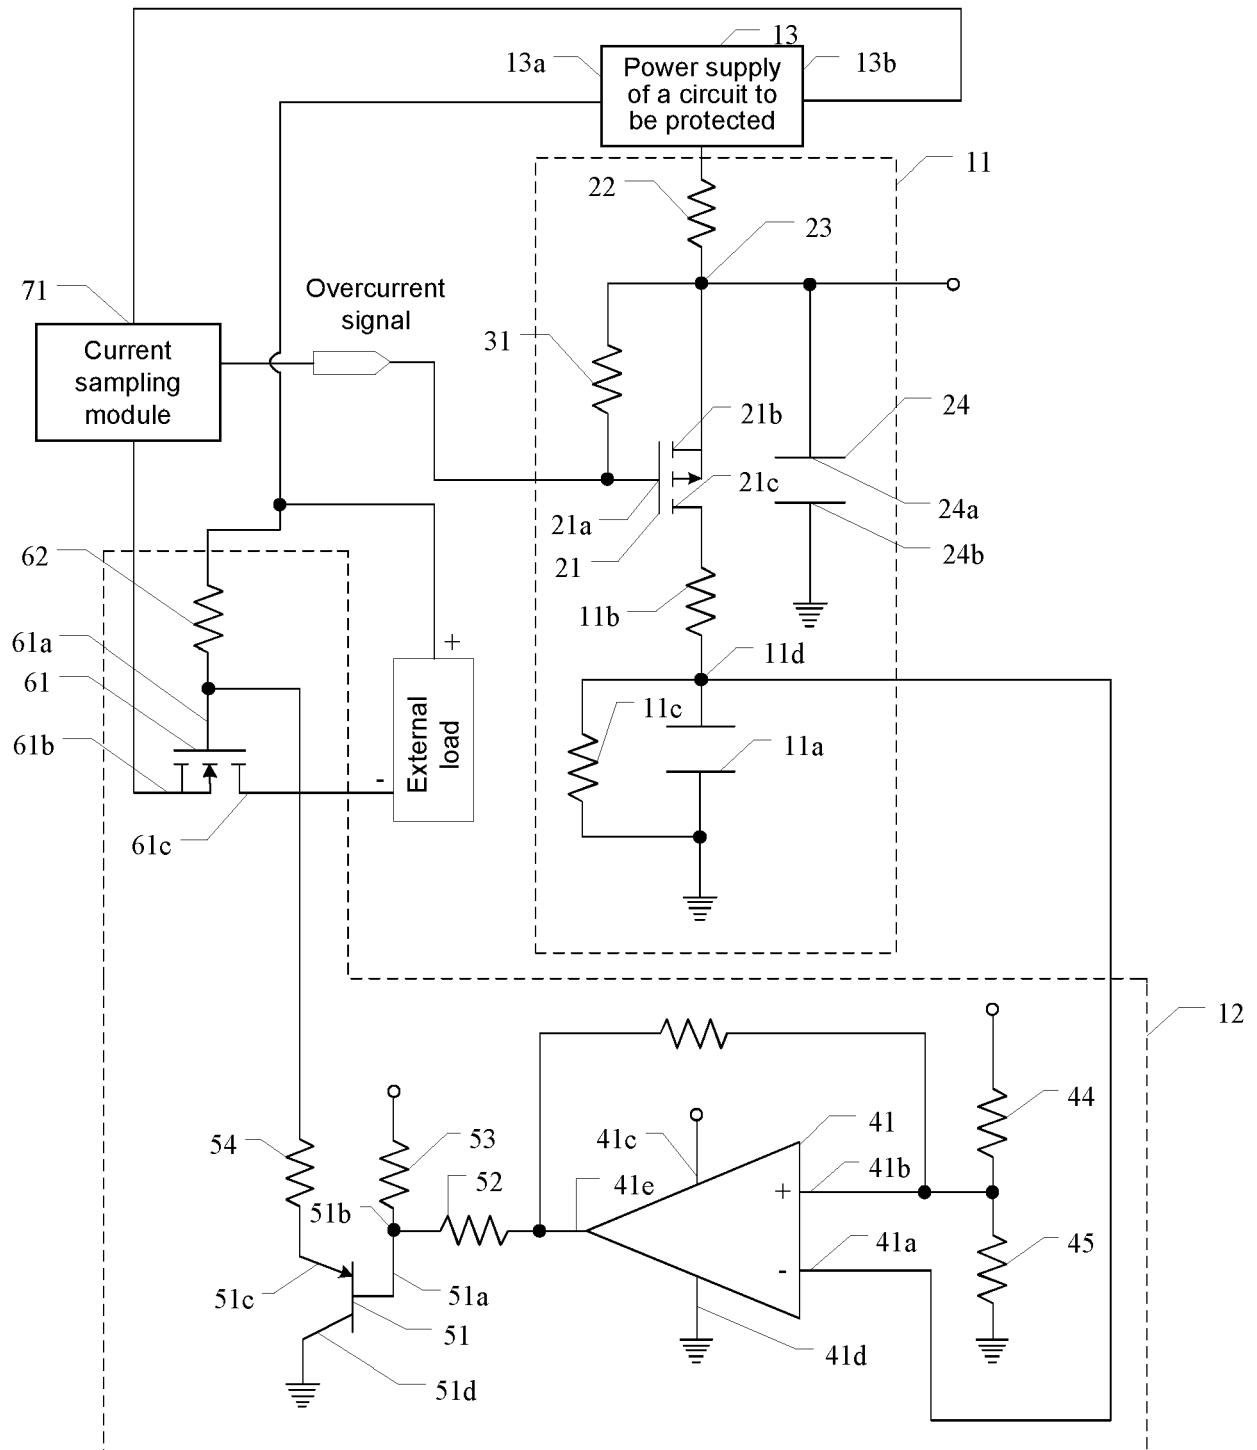 13
13a
13b
Power supply
of a circuit to
be protected
11
22
23
71
Overcurrent
signal
31
Current
sampling
module
21b
24
21c
24a
21a
62
21
24b
11b
61a
+
11d
61
11c
61b
External
load
11a
-
61c
12
44
54
53
41c
41
52
41b
41e
+
51b
41a
45
-
51c
51a
51
41d
51d